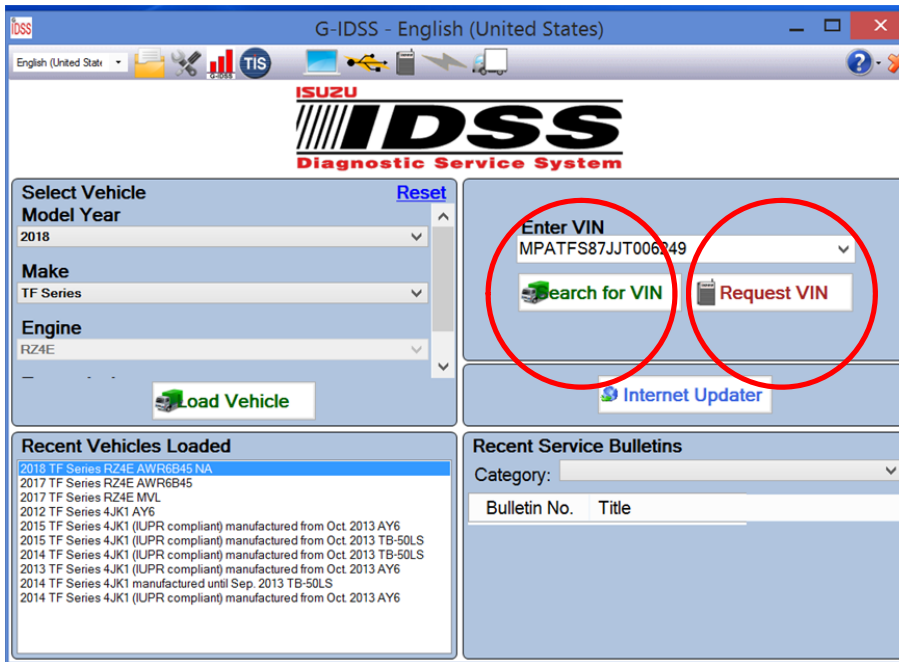 IDSS
G-IDSS - English (United States)
English (United State
G-IDSS
TIS
?
ISUZU
IDSS
Diagnostic Service System
Select Vehicle
Reset
Model Year
2018
Make
TF Series
Engine
RZ4E
Load Vehicle
Enter VIN
MPATFS87JJT006249
Search for VIN
Request VIN
Internet Updater
Recent Vehicles Loaded
2018 TF Series RZ4E AWR6B45 NA
2017 TF Series RZ4E AWR6B45
2017 TF Series RZ4E MVL
2012 TF Series 4JK1 AY6
2015 TF Series 4JK1 (IUPR compliant) manufactured from Oct. 2013 AY6
2015 TF Series 4JK1 (IUPR compliant) manufactured from Oct. 2013 TB-50LS
2014 TF Series 4JK1 (IUPR compliant) manufactured from Oct. 2013 TB-50LS
2013 TF Series 4JK1 (IUPR compliant) manufactured from Oct. 2013 AY6
2014 TF Series 4JK1 manufactured until Sep. 2013 TB-50LS
2014 TF Series 4JK1 (IUPR compliant) manufactured from Oct. 2013 AY6
Recent Service Bulletins
Category:
Bulletin No. Title